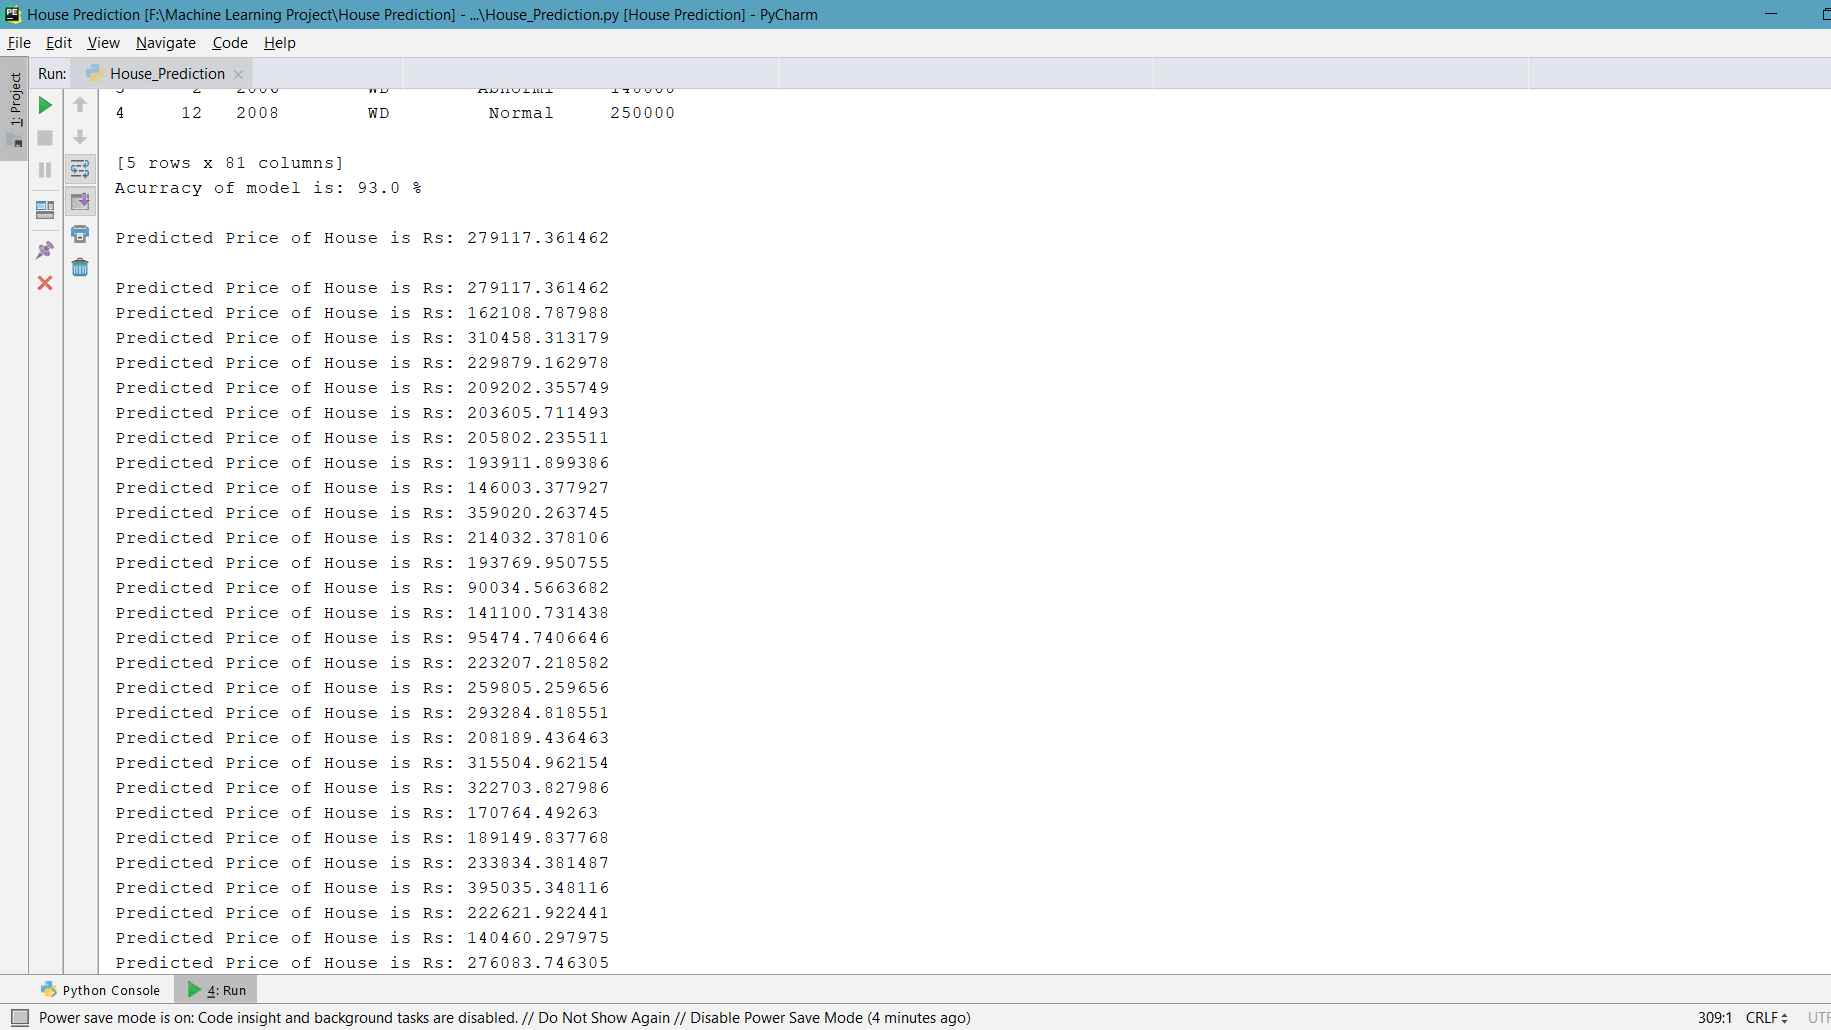 House Prediction [F:\Machine Learning Project\House Prediction] - ...\House_Prediction.py [House Prediction] - PyCharm
File Edit View Navigate Code Help
1: Project
Run: House_Prediction
3 2 2006 WD Abnorml 140000
4 12 2008 WD Normal 250000
[5 rows x 81 columns]
Acurracy of model is: 93.0 %
Predicted Price of House is Rs: 279117.361462
Predicted Price of House is Rs: 279117.361462
Predicted Price of House is Rs: 162108.787988
Predicted Price of House is Rs: 310458.313179
Predicted Price of House is Rs: 229879.162978
Predicted Price of House is Rs: 209202.355749
Predicted Price of House is Rs: 203605.711493
Predicted Price of House is Rs: 205802.235511
Predicted Price of House is Rs: 193911.899386
Predicted Price of House is Rs: 146003.377927
Predicted Price of House is Rs: 359020.263745
Predicted Price of House is Rs: 214032.378106
Predicted Price of House is Rs: 193769.950755
Predicted Price of House is Rs: 90034.5663682
Predicted Price of House is Rs: 141100.731438
Predicted Price of House is Rs: 95474.7406646
Predicted Price of House is Rs: 223207.218582
Predicted Price of House is Rs: 259805.259656
Predicted Price of House is Rs: 293284.818551
Predicted Price of House is Rs: 208189.436463
Predicted Price of House is Rs: 315504.962154
Predicted Price of House is Rs: 322703.827986
Predicted Price of House is Rs: 170764.49263
Predicted Price of House is Rs: 189149.837768
Predicted Price of House is Rs: 233834.381487
Predicted Price of House is Rs: 395035.348116
Predicted Price of House is Rs: 222621.922441
Predicted Price of House is Rs: 140460.297975
Predicted Price of House is Rs: 276083.746305
Python Console 4: Run
Power save mode is on: Code insight and background tasks are disabled. // Do Not Show Again // Disable Power Save Mode (4 minutes ago) 309:1 CRLF UTF